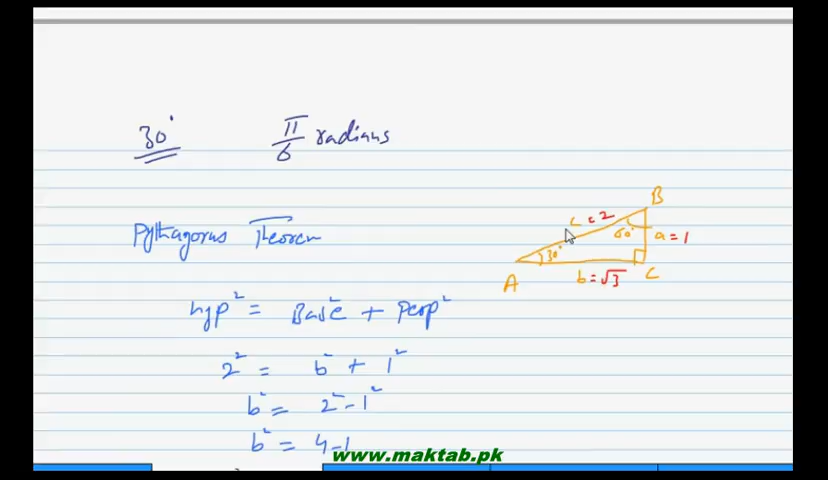 30° π/6 radians
B
c = 2
60° a = 1
30°
A b = √3 C
Pythagorus Theorem
hyp² = Base² + Perp²
2² = b² + 1²
b² = 2² - 1²
b² = 4-1
www.maktab.pk